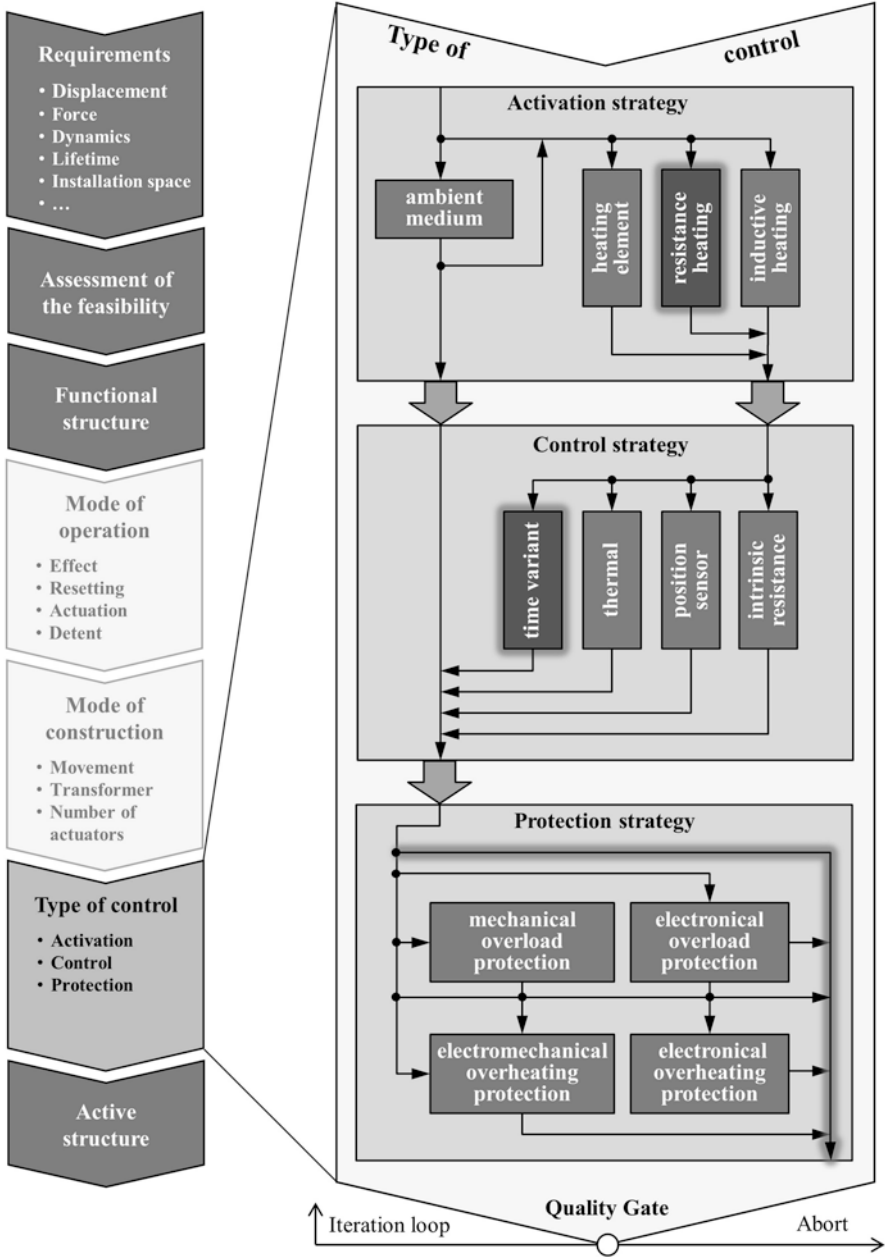 Requirements
• Displacement
• Force
• Dynamics
• Lifetime
• Installation space
• …
Assessment of
the feasibility
Functional
structure
Mode of
operation
• Effect
• Resetting
• Actuation
• Detent
Mode of
construction
• Movement
• Transformer
• Number of
actuators
Type of control
• Activation
• Control
• Protection
Active
structure
Type of control
Activation strategy
ambient
medium
heating
element
resistance
heating
inductive
heating
Control strategy
time variant
thermal
position
sensor
intrinsic
resistance
Protection strategy
mechanical
overload
protection
electronical
overload
protection
electromechanical
overheating
protection
electronical
overheating
protection
Quality Gate
Iteration loop
Abort